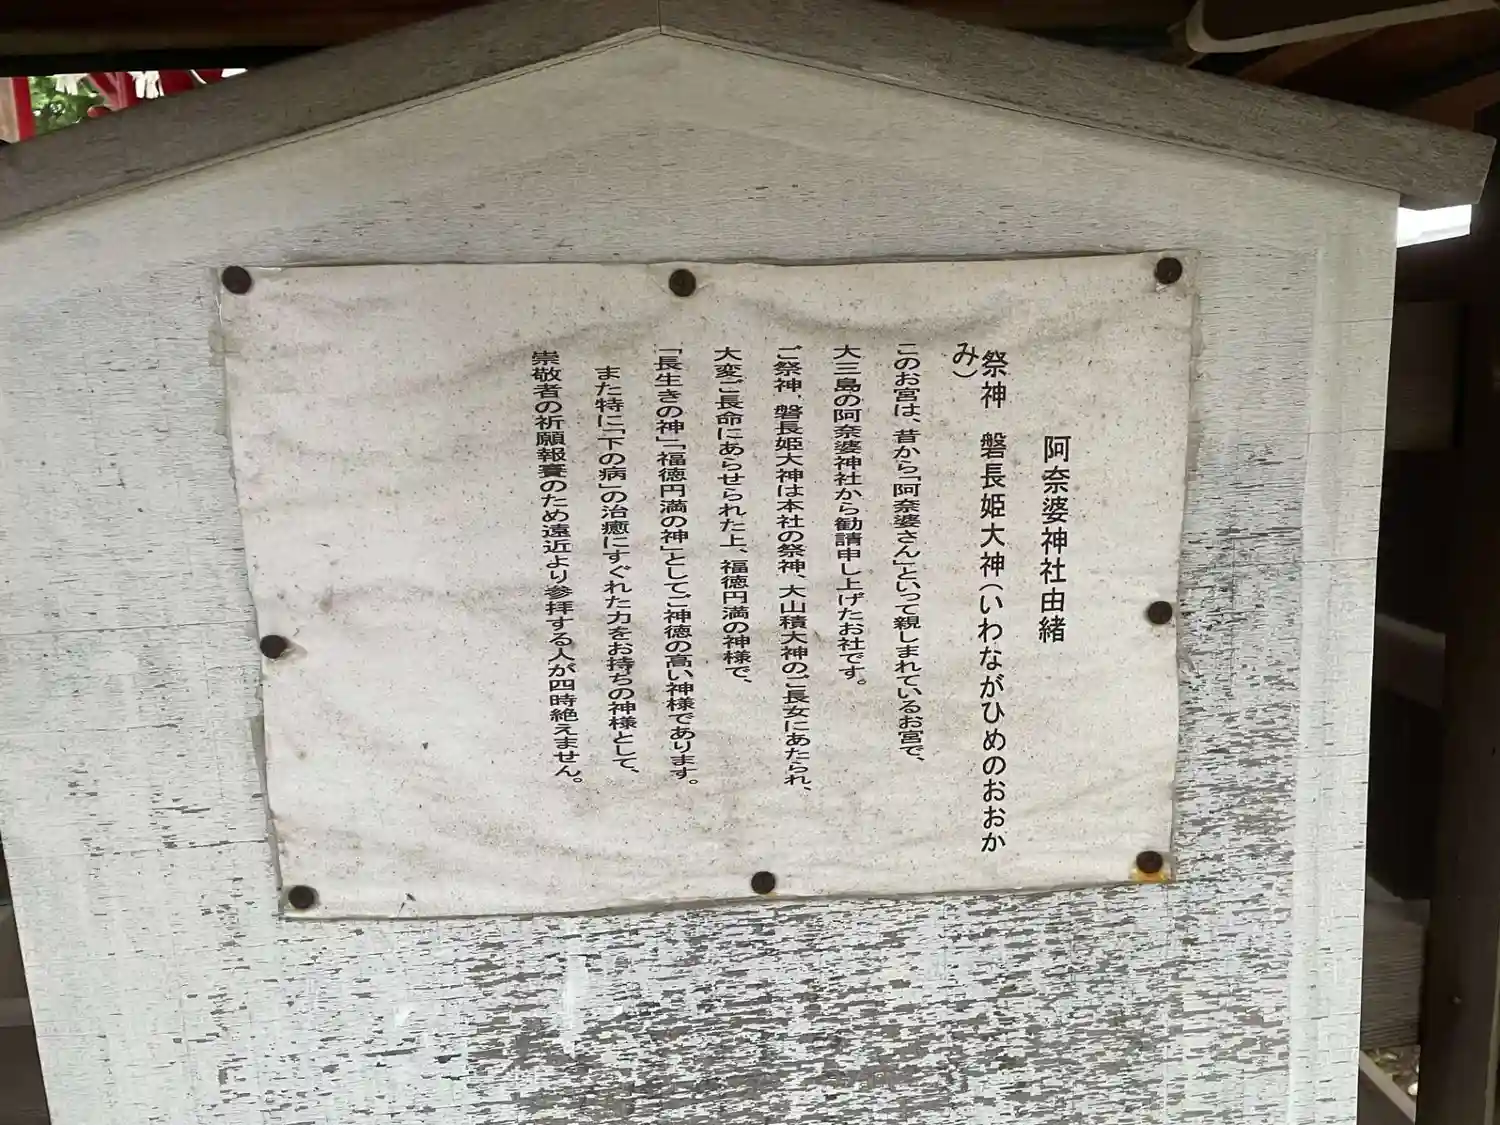 阿奈婆神社由緒
祭神 磐長姫大神(いわながひめのおおか
み)
このお宮は、昔から「阿奈婆さん」といって親しまれているお宮で、
大三島の阿奈婆神社から勧請申し上げたお社です。
ご祭神、磐長姫大神は本社の祭神、大山積大神のご長女にあたられ、
大変ご長命にあらせられた上、福徳円満の神様で、
「長生きの神」「福徳円満の神」としてご神徳の高い神様であります。
また特に「下の病」の治癒にすぐれた力をお持ちの神様として、
崇敬者の祈願報賽のため遠近より参拝する人が四時絶えません。